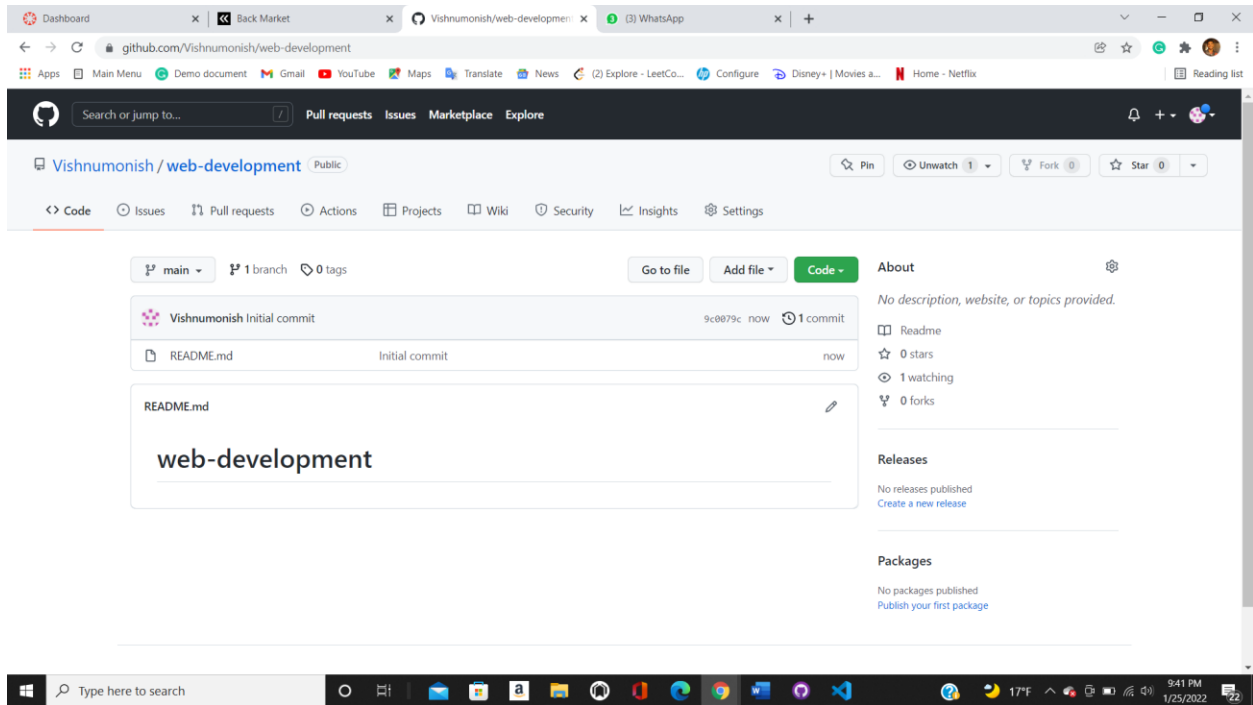 Dashboard Back Market Vishnumonish/web-developmen (3) WhatsApp
github.com/Vishnumonish/web-development
Apps Main Menu Demo document Gmail YouTube Maps Translate News (2) Explore - LeetCo... Configure Disney+ | Movies a... Home - Netflix Reading list
Search or jump to... / Pull requests Issues Marketplace Explore
Vishnumonish / web-development Public Pin Unwatch 1 Fork 0 Star 0
Code Issues Pull requests Actions Projects Wiki Security Insights Settings
main 1 branch 0 tags Go to file Add file Code
Vishnumonish Initial commit 9c0079c now 1 commit
README.md Initial commit now
README.md
web-development
About
No description, website, or topics provided.
Readme
0 stars
1 watching
0 forks
Releases
No releases published
Create a new release
Packages
No packages published
Publish your first package
Type here to search 17°F 9:41 PM
1/25/2022 22